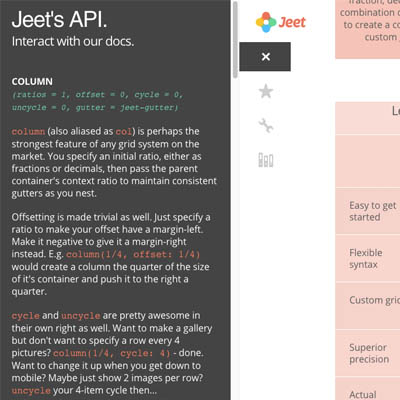 Jeet's API.
Interact with our docs.
COLUMN
(ratios = 1, offset = 0, cycle = 0,
uncycle = 0, gutter = jeet-gutter)
column (also aliased as col) is perhaps the
strongest feature of any grid system on the
market. You specify an initial ratio, either as
fractions or decimals, then pass the parent
container's context ratio to maintain consistent
gutters as you nest.
Offsetting is made trivial as well. Just specify a
ratio to make your offset have a margin-left.
Make it negative to give it a margin-right
instead. E.g. column(1/4, offset: 1/4)
would create a column the quarter of the size
of it's container and push it to the right a
quarter.
cycle and uncycle are pretty awesome in
their own right as well. Want to make a gallery
but don't want to specify a row every 4
pictures? column(1/4, cycle: 4) - done.
Want to change it up when you get down to
mobile? Maybe just show 2 images per row?
uncycle your 4-item cycle then...
Jeet
combination o
to create a co
custom
Easy to get
started
Flexible
syntax
Custom grid
Superior
precision
Actual